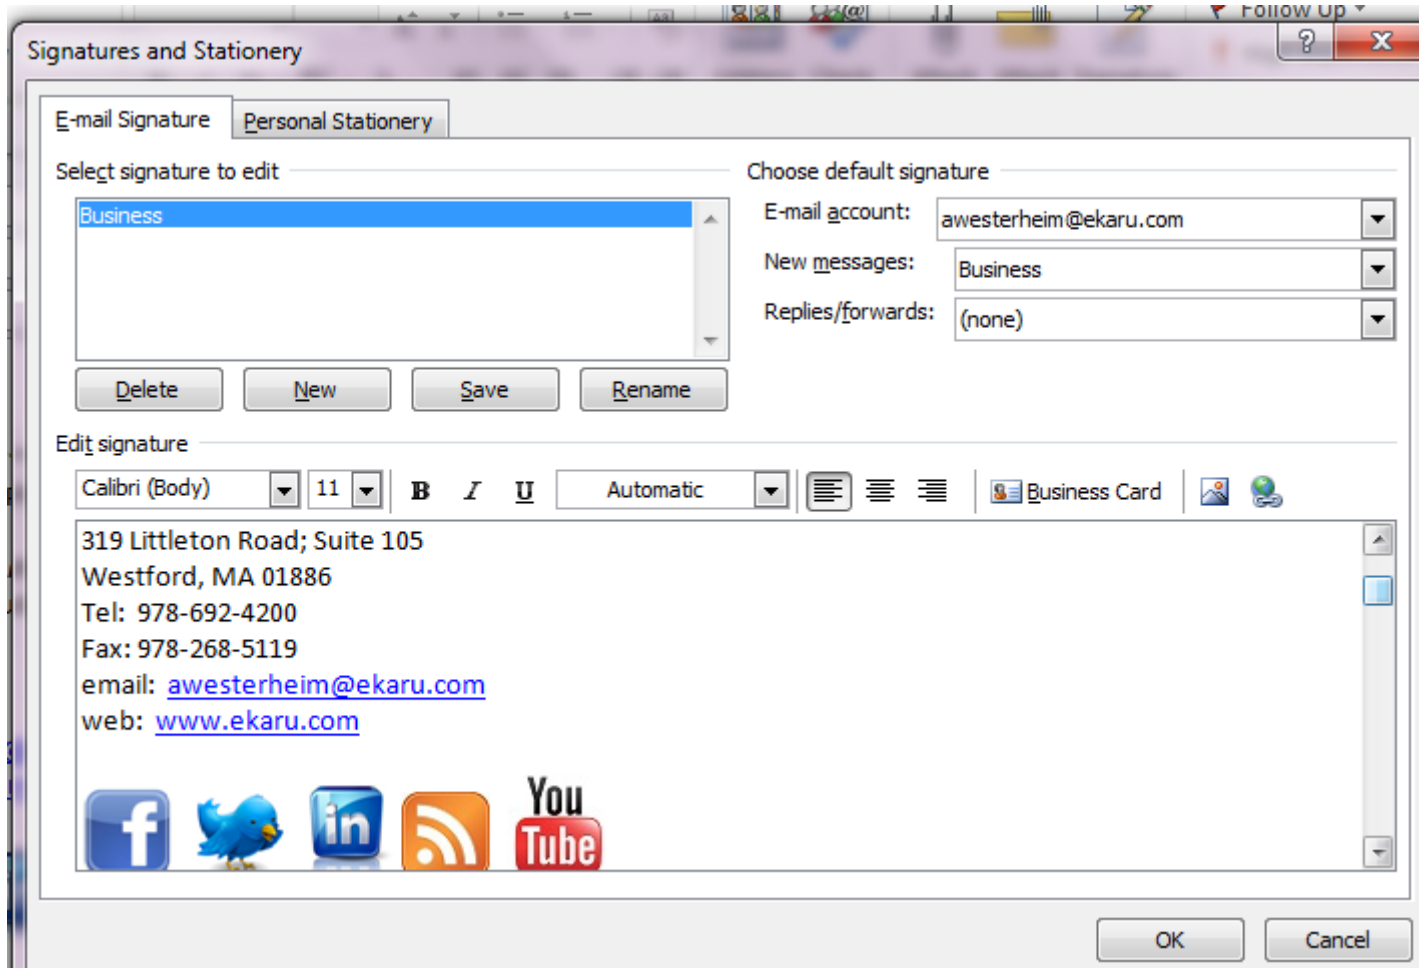 Follow Up
Signatures and Stationery
E-mail Signature
Personal Stationery
Select signature to edit
Choose default signature
Business
E-mail account:
awesterheim@ekaru.com
New messages:
Business
Replies/forwards:
(none)
Delete
New
Save
Rename
Edit signature
Calibri (Body)
11
B
I
U
Automatic
Business Card
319 Littleton Road; Suite 105
Westford, MA 01886
Tel:  978-692-4200
Fax: 978-268-5119
email:  awesterheim@ekaru.com
web:  www.ekaru.com
f
in
You
Tube
OK
Cancel